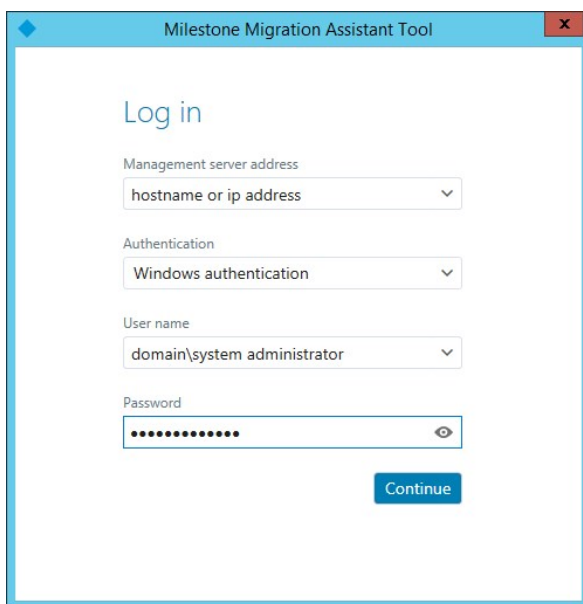 Milestone Migration Assistant Tool
x
Log in
Management server address
hostname or ip address
Authentication
Windows authentication
User name
domain\system administrator
Password
•••••••••••••
Continue